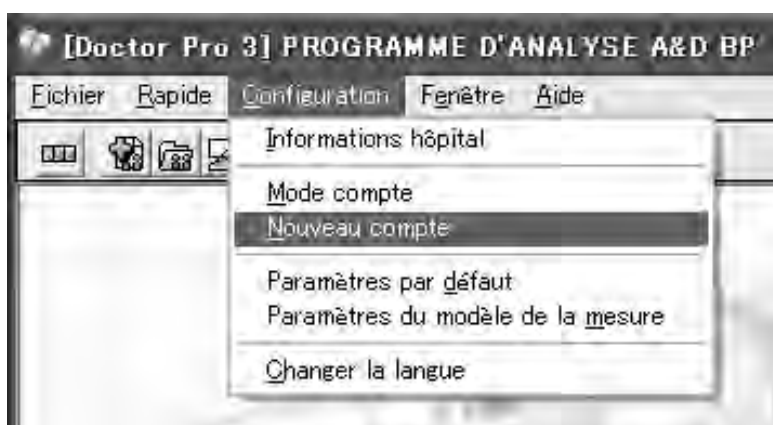 [Doctor Pro 3] PROGRAMME D'ANALYSE A&D BP
Fichier Rapide Configuration Fenêtre Aide
Informations hôpital
Mode compte
Nouveau compte
Paramètres par défaut
Paramètres du modèle de la mesure
Changer la langue